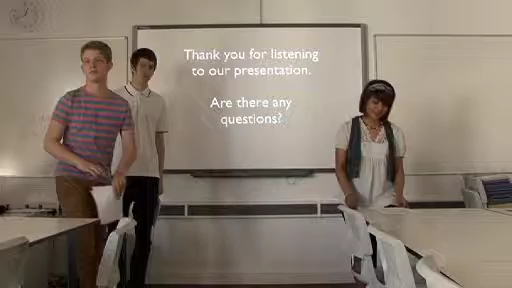 Thank you for listening
to our presentation.
Are there any
questions?